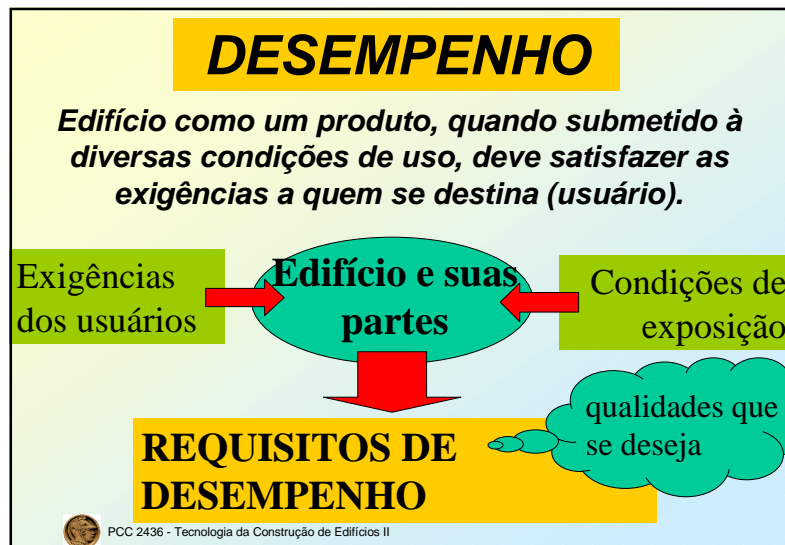 DESEMPENHO
Edifício como um produto, quando submetido à
diversas condições de uso, deve satisfazer as
exigências a quem se destina (usuário).
Exigências
dos usuários
Edifício e suas
partes
Condições de
exposição
qualidades que
se deseja
REQUISITOS DE
DESEMPENHO
PCC 2436 - Tecnologia da Construção de Edifícios II